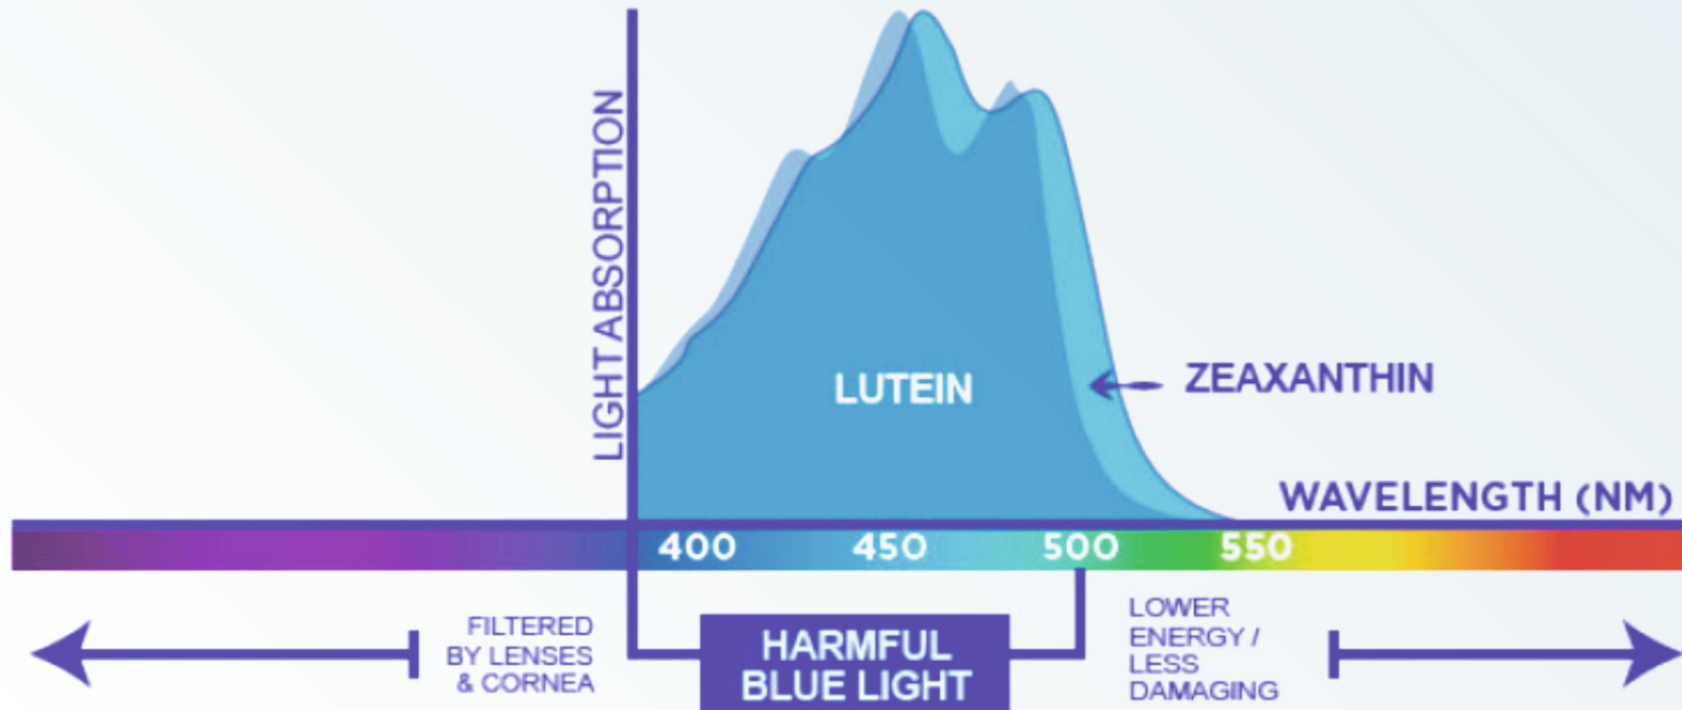 LIGHT ABSORPTION
LUTEIN
ZEAXANTHIN
WAVELENGTH (NM)
400 450 500 550
FILTERED
BY LENSES
& CORNEA
HARMFUL
BLUE LIGHT
LOWER
ENERGY /
LESS
DAMAGING